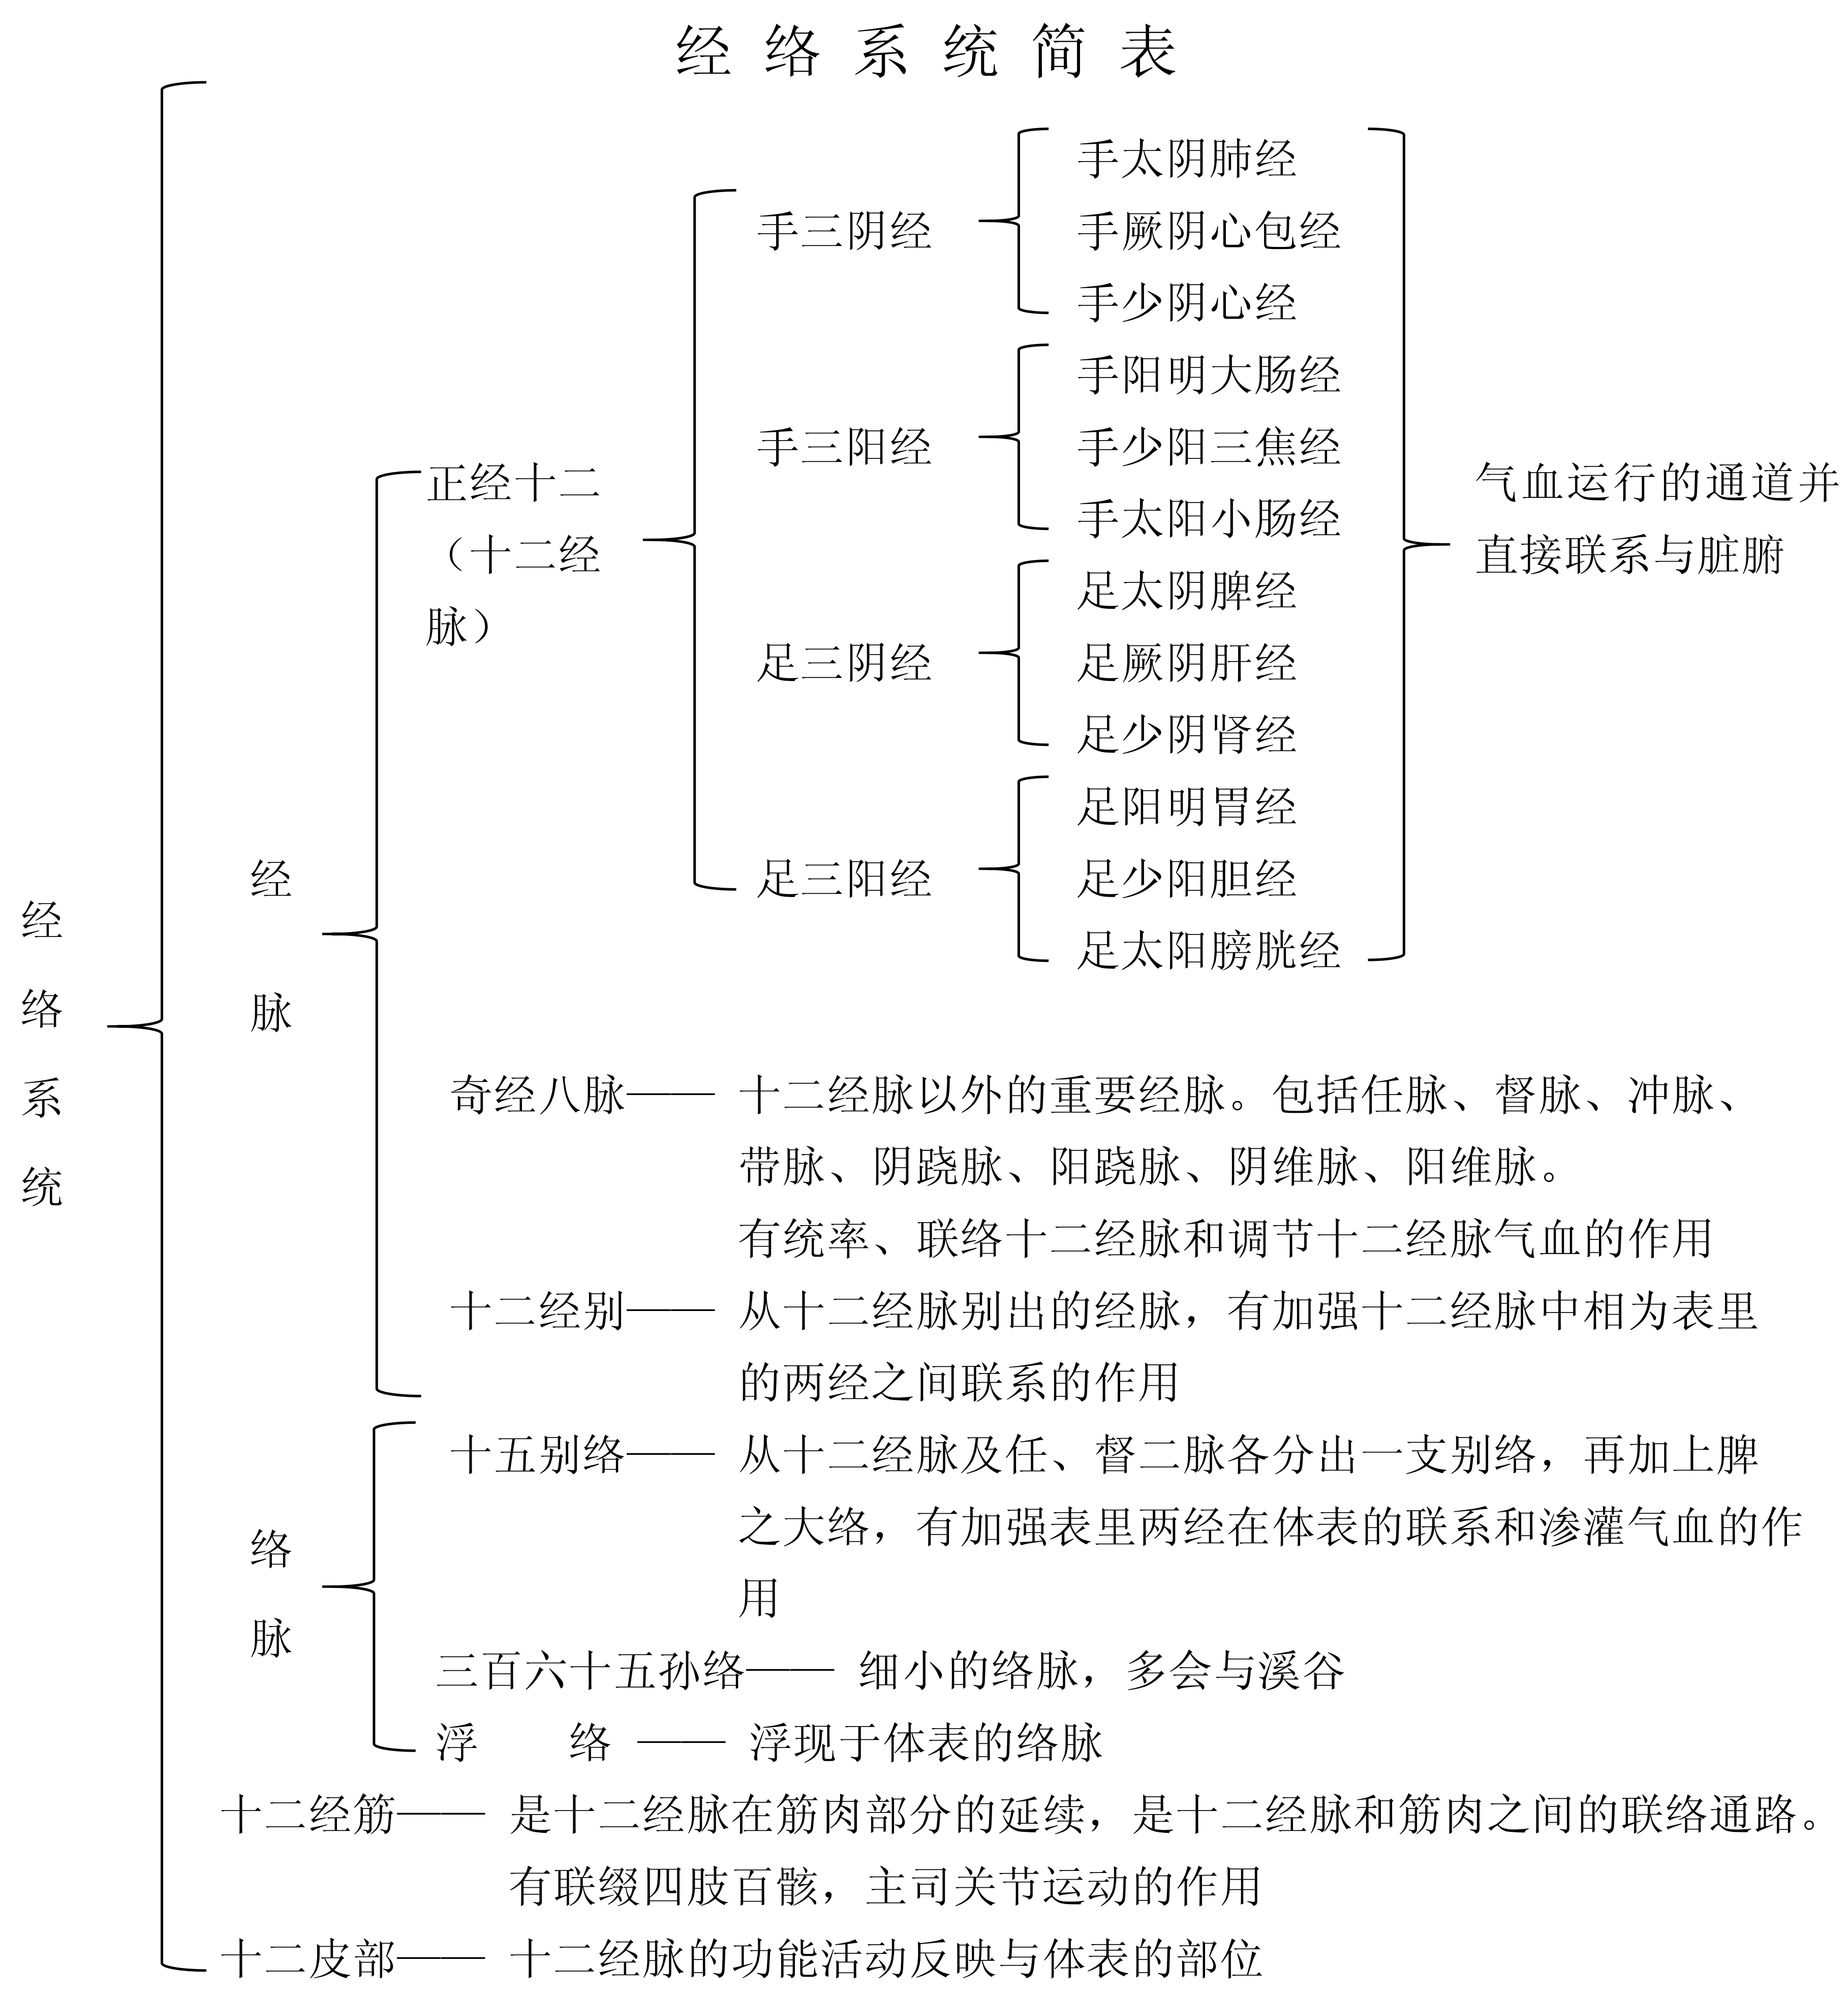 经络系统简表
手太阴肺经
手三阴经
手厥阴心包经
手少阴心经
手阳明大肠经
手三阳经
手少阳三焦经
手太阳小肠经
正经十二
（十二经
脉）
气血运行的通道并
直接联系与脏腑
足太阴脾经
足三阴经
足厥阴肝经
足少阴肾经
足阳明胃经
足三阳经
足少阳胆经
足太阳膀胱经
经络系统
经脉
奇经八脉—— 十二经脉以外的重要经脉。包括任脉、督脉、冲脉、
带脉、阴跷脉、阳跷脉、阴维脉、阳维脉。
有统率、联络十二经脉和调节十二经脉气血的作用
十二经别—— 从十二经脉别出的经脉，有加强十二经脉中相为表里
的两经之间联系的作用
络脉
十五别络—— 从十二经脉及任、督二脉各分出一支别络，再加上脾
之大络，有加强表里两经在体表的联系和渗灌气血的作
用
三百六十五孙络—— 细小的络脉，多会与溪谷
浮　　络 —— 浮现于体表的络脉
十二经筋—— 是十二经脉在筋肉部分的延续，是十二经脉和筋肉之间的联络通路。
有联缀四肢百骸，主司关节运动的作用
十二皮部—— 十二经脉的功能活动反映与体表的部位